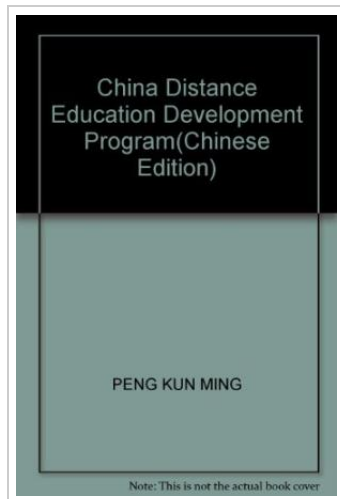 China Distance
Education Development
Program(Chinese
Edition)
PENG KUN MING
Note: This is not the actual book cover